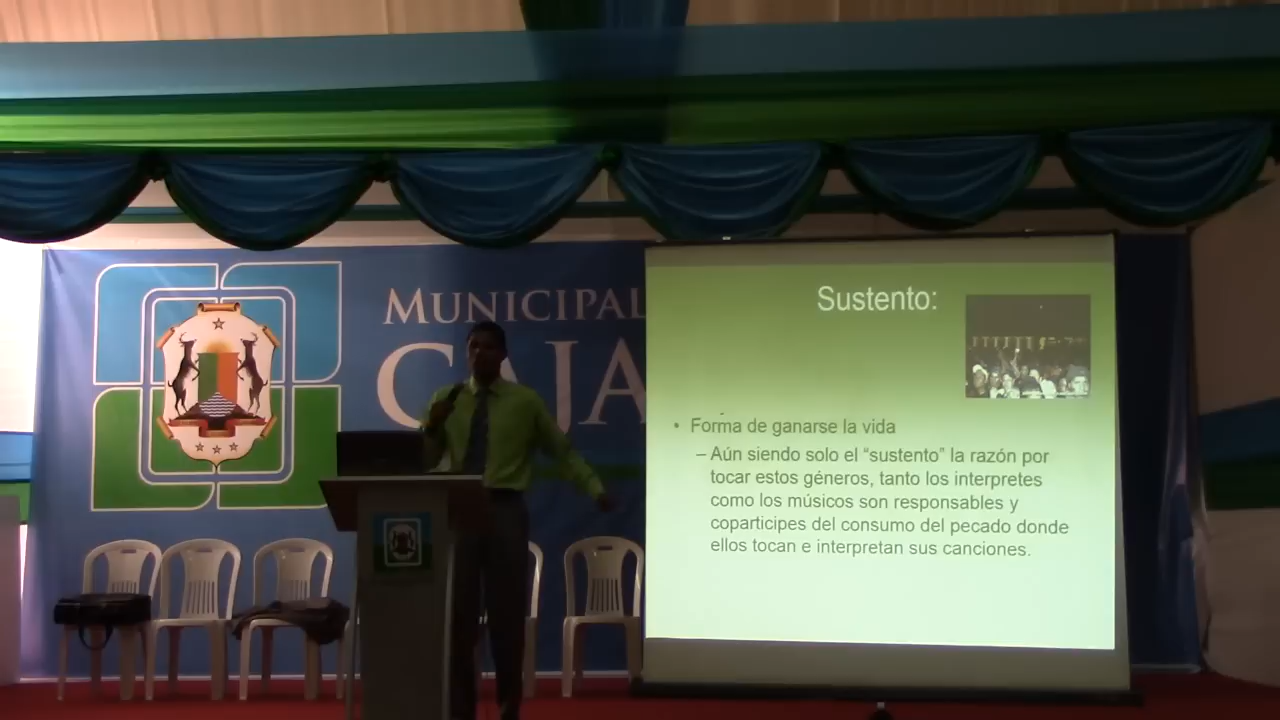 MUNICIPAL
CAJA
Sustento:
• Forma de ganarse la vida
– Aún siendo solo el “sustento” la razón por
tocar estos géneros, tanto los interpretes
como los músicos son responsables y
coparticipes del consumo del pecado donde
ellos tocan e interpretan sus canciones.